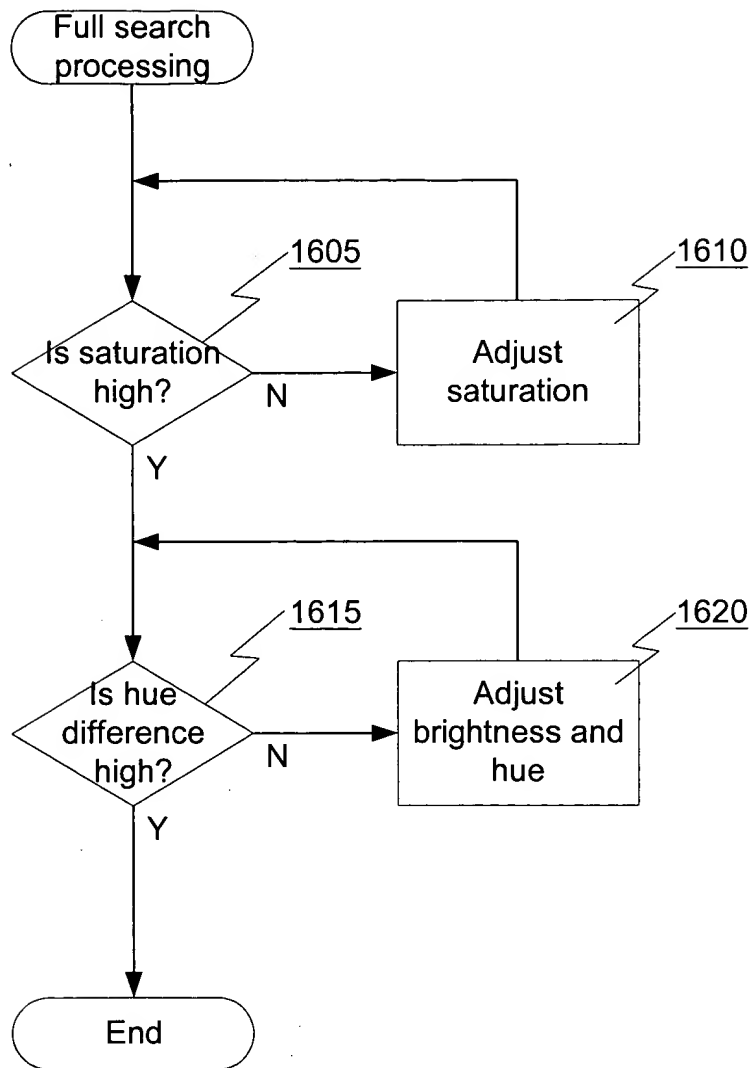 Full search
processing
1605
1610
Is saturation
high?
N
Adjust
saturation
Y
1615
1620
Is hue
difference
high?
N
Adjust
brightness and
hue
Y
End